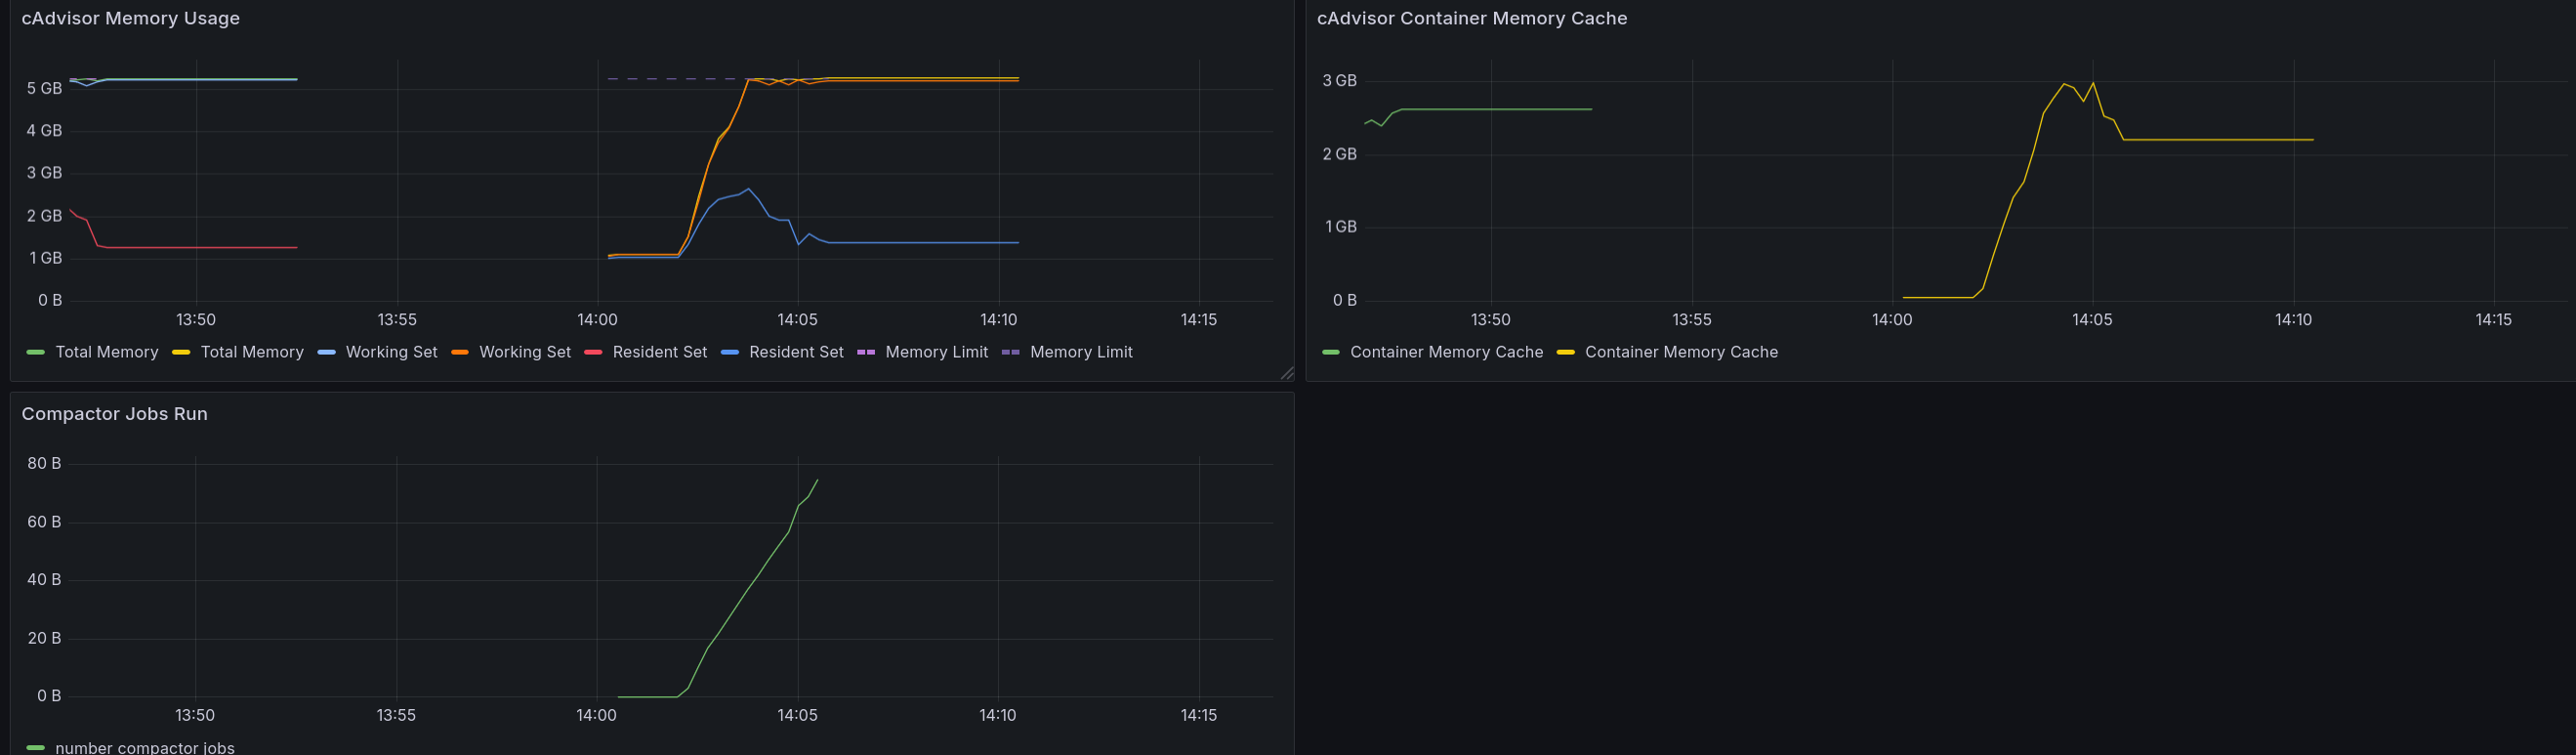 cAdvisor Memory Usage
5 GB
4 GB
3 GB
2 GB
1 GB
0 B
13:50 13:55 14:00 14:05 14:10 14:15
Total Memory Total Memory Working Set Working Set Resident Set Resident Set Memory Limit Memory Limit
cAdvisor Container Memory Cache
3 GB
2 GB
1 GB
0 B
13:50 13:55 14:00 14:05 14:10 14:15
Container Memory Cache Container Memory Cache
Compactor Jobs Run
80 B
60 B
40 B
20 B
0 B
13:50 13:55 14:00 14:05 14:10 14:15
number compactor jobs